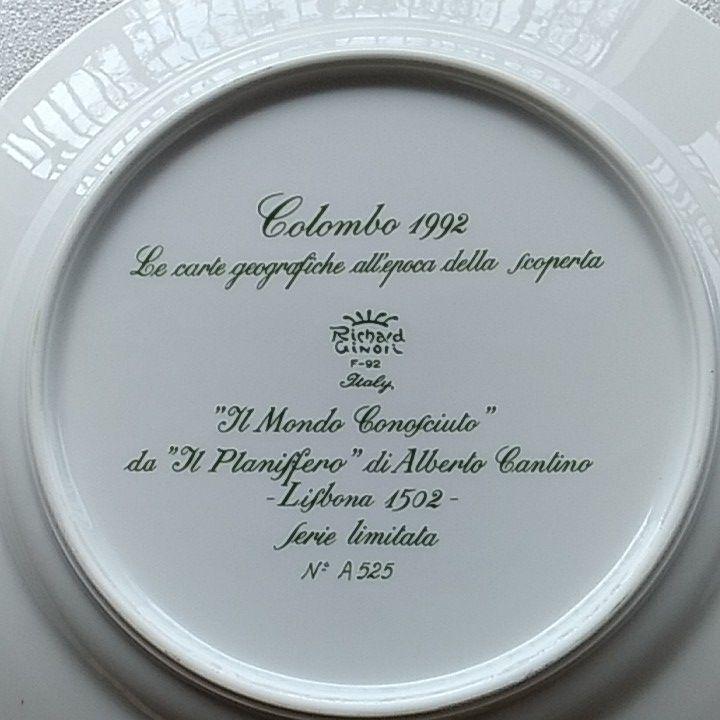 Colombo 1992
Le carte geografiche all'epoca della scoperta
Richard
GINORI
F-92
Italy
"Il Mondo Conosciuto"
da "Il Planisfero" di Alberto Cantino
-Lisbona 1502-
serie limitata
N° A525